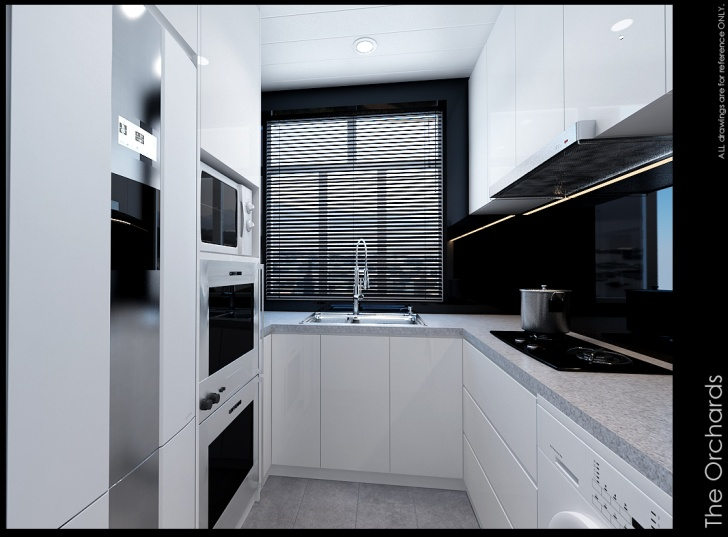 ALL drawings are for reference ONLY.
The Orchards